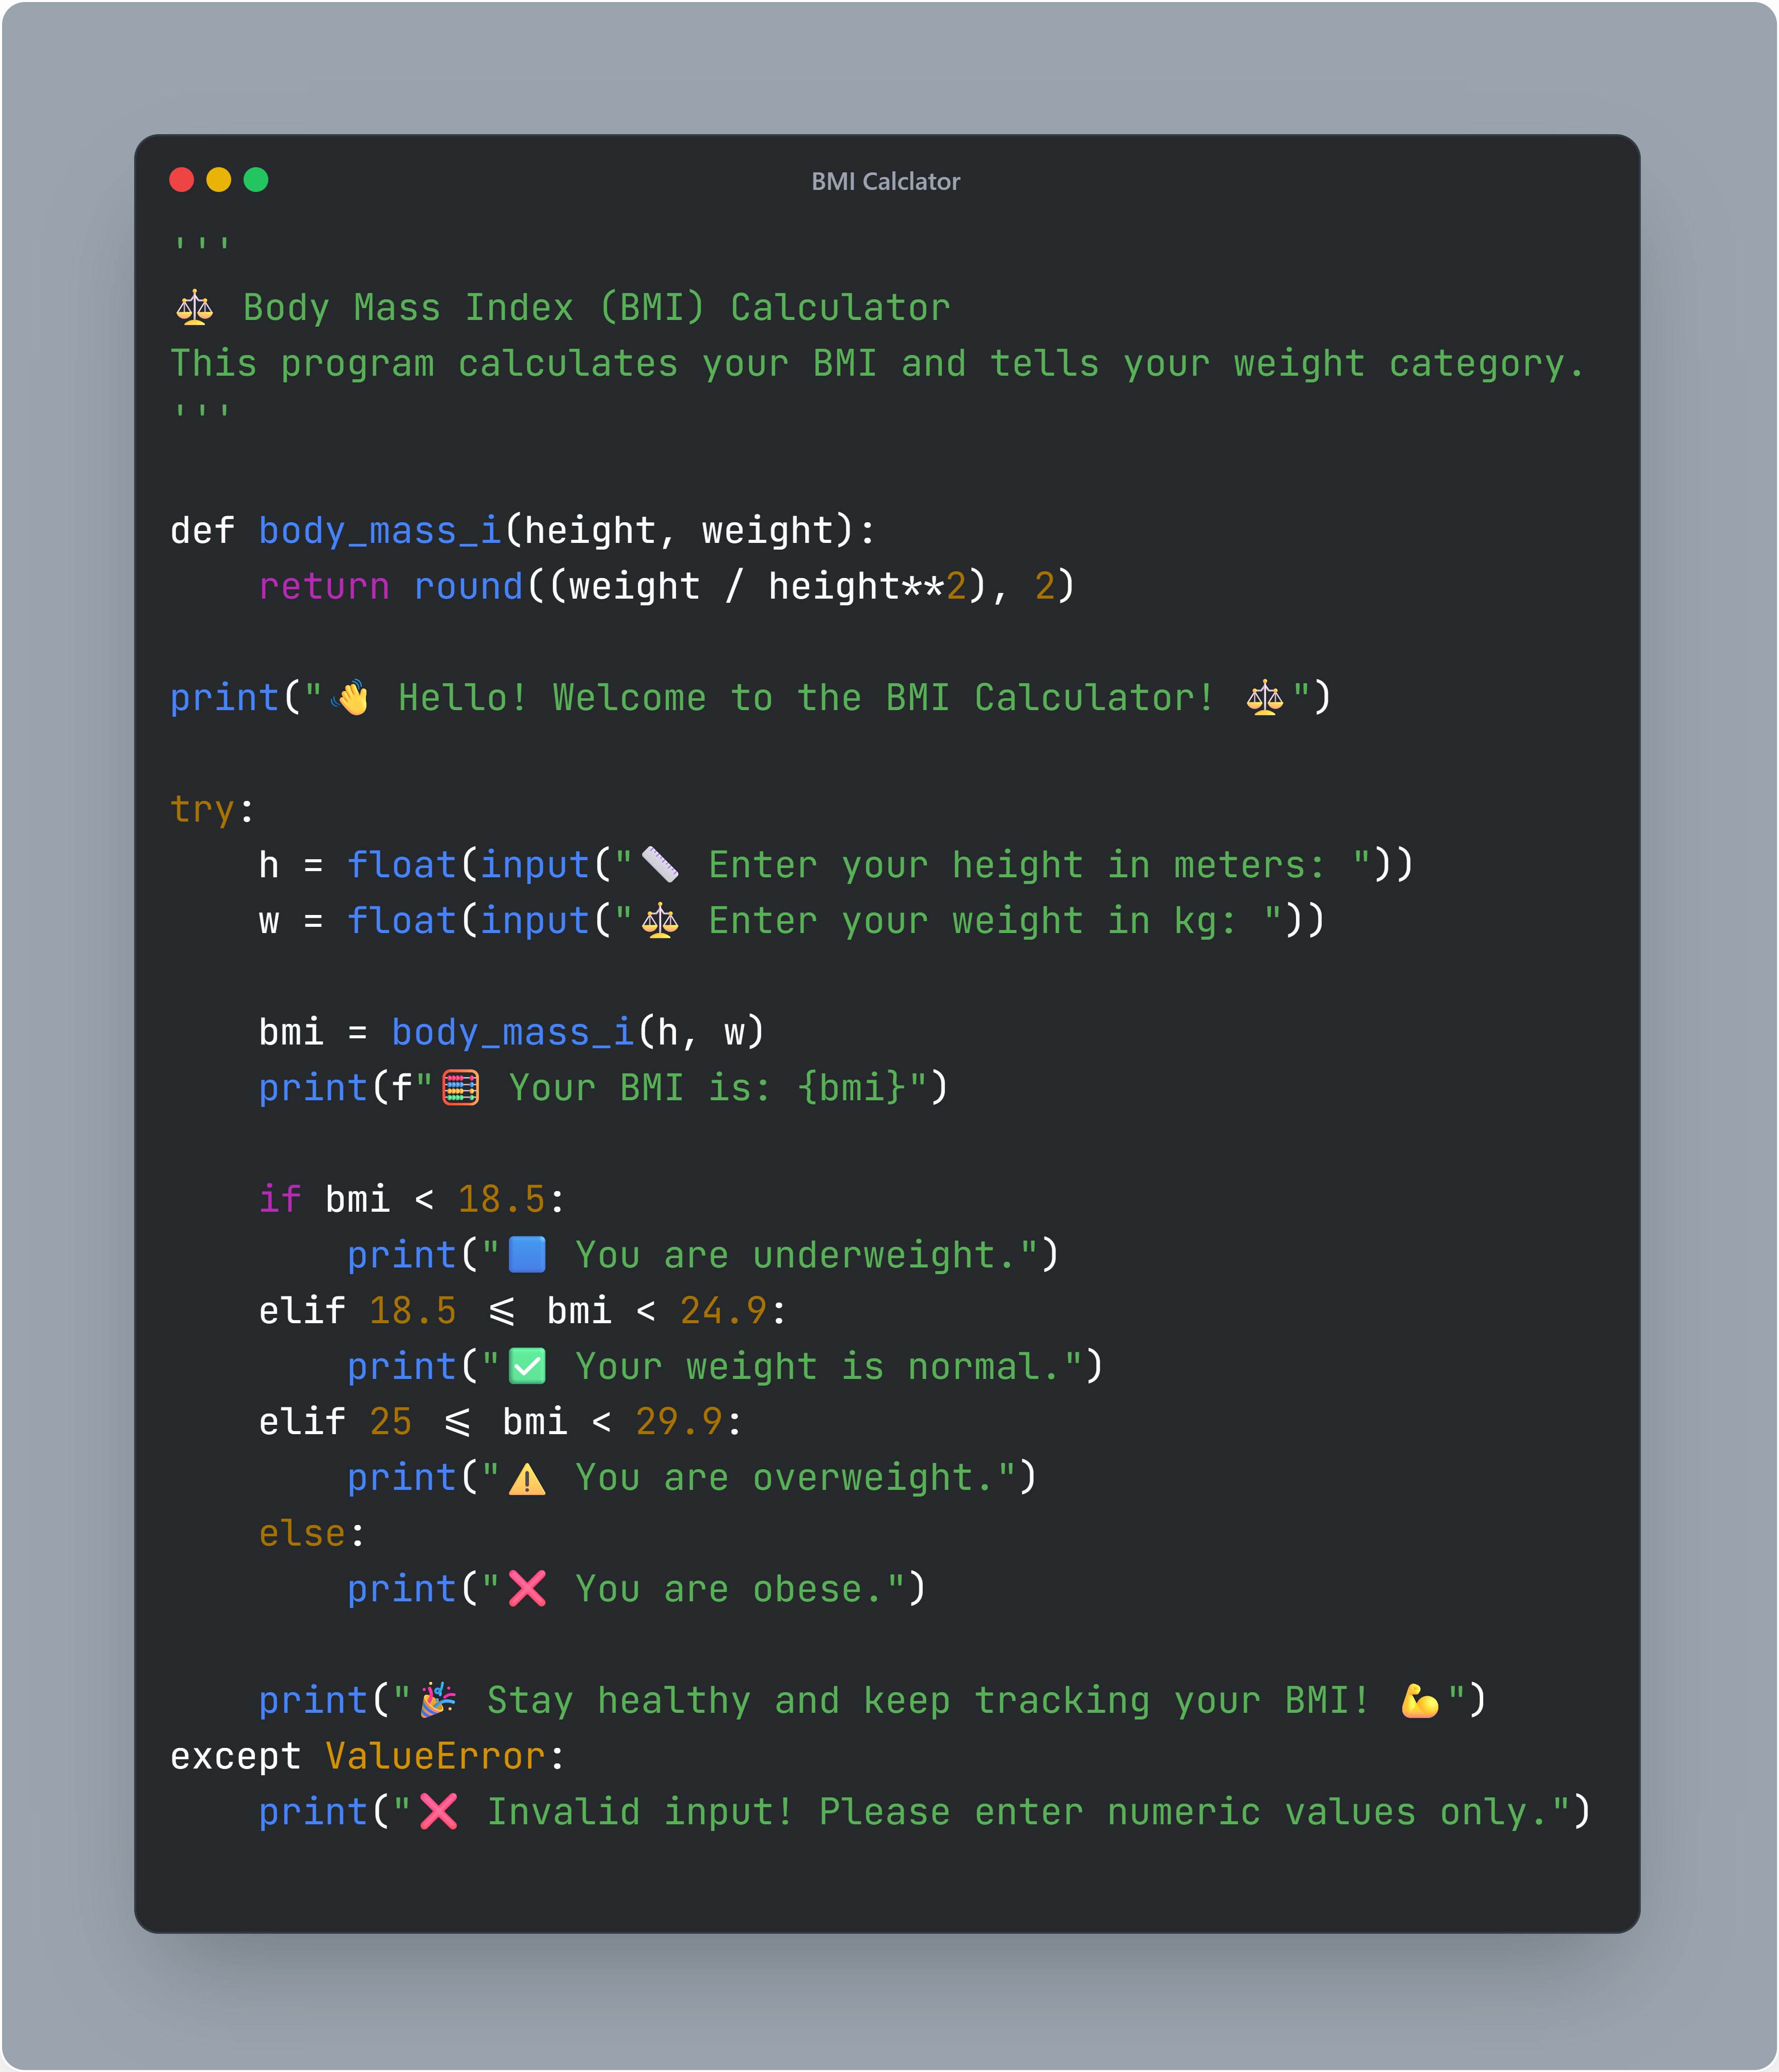 BMI Calclator
'''
⚖️ Body Mass Index (BMI) Calculator
This program calculates your BMI and tells your weight category.
'''
def body_mass_i(height, weight):
    return round((weight / height**2), 2)
print("👋 Hello! Welcome to the BMI Calculator! ⚖️")
try:
    h = float(input("📏 Enter your height in meters: "))
    w = float(input("⚖️ Enter your weight in kg: "))
    bmi = body_mass_i(h, w)
    print(f"🧮 Your BMI is: {bmi}")
    if bmi < 18.5:
        print("🟦 You are underweight.")
    elif 18.5 <= bmi < 24.9:
        print("✅ Your weight is normal.")
    elif 25 <= bmi < 29.9:
        print("⚠️ You are overweight.")
    else:
        print("❌ You are obese.")
    print("🎉 Stay healthy and keep tracking your BMI! 💪")
except ValueError:
    print("❌ Invalid input! Please enter numeric values only.")